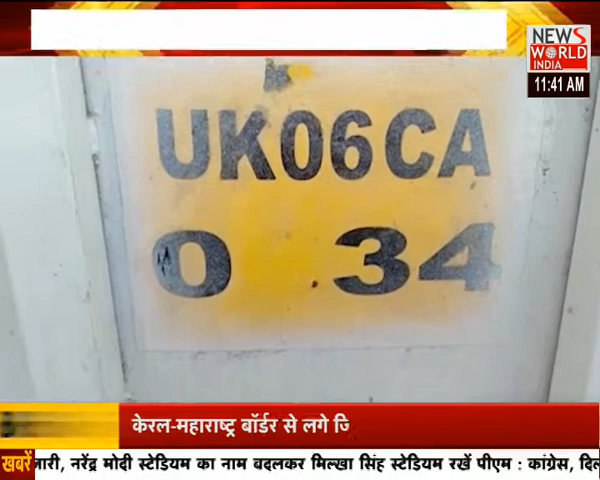 NEWS
WORLD
INDIA
11:41 AM
UK06CA
0 34
केरल-महाराष्ट्र बॉर्डर से लगे
खबरें जारी, नरेंद्र मोदी स्टेडियम का नाम बदलकर मिल्खा सिंह स्टेडियम रखें पीएम : कांग्रेस,